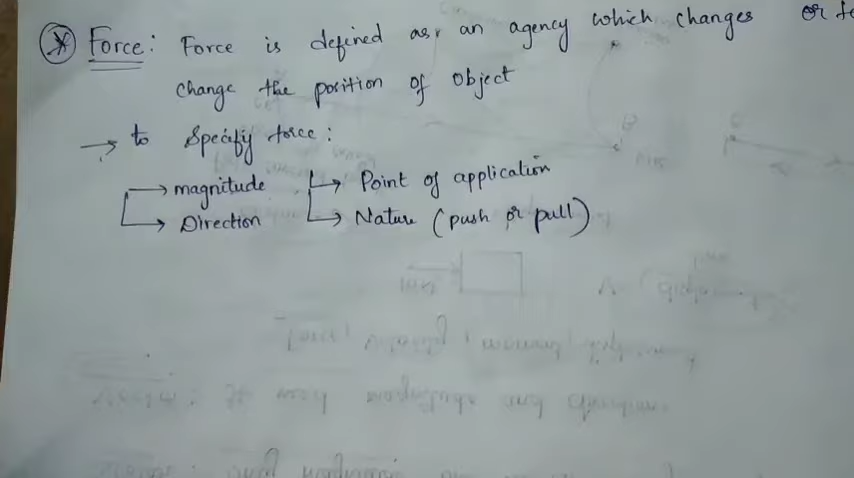 Force: Force is defined as, an agency which changes or
change the position of object
→ to Specify force:
→ magnitude → Point of application
→ Direction → Nature (push or pull)